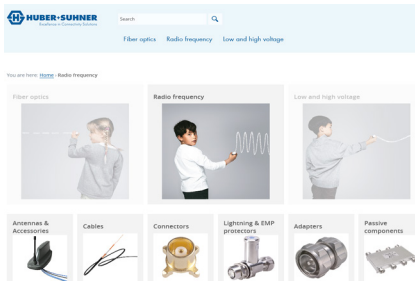 HUBER+SUHNER
Excellence in Connectivity Solutions
Search
Fiber optics Radio frequency Low and high voltage
You are here: Home › Radio frequency
Fiber optics
Radio frequency
Low and high voltage
Antennas &
Accessories
Cables
Connectors
Lightning & EMP
protectors
Adapters
Passive
components